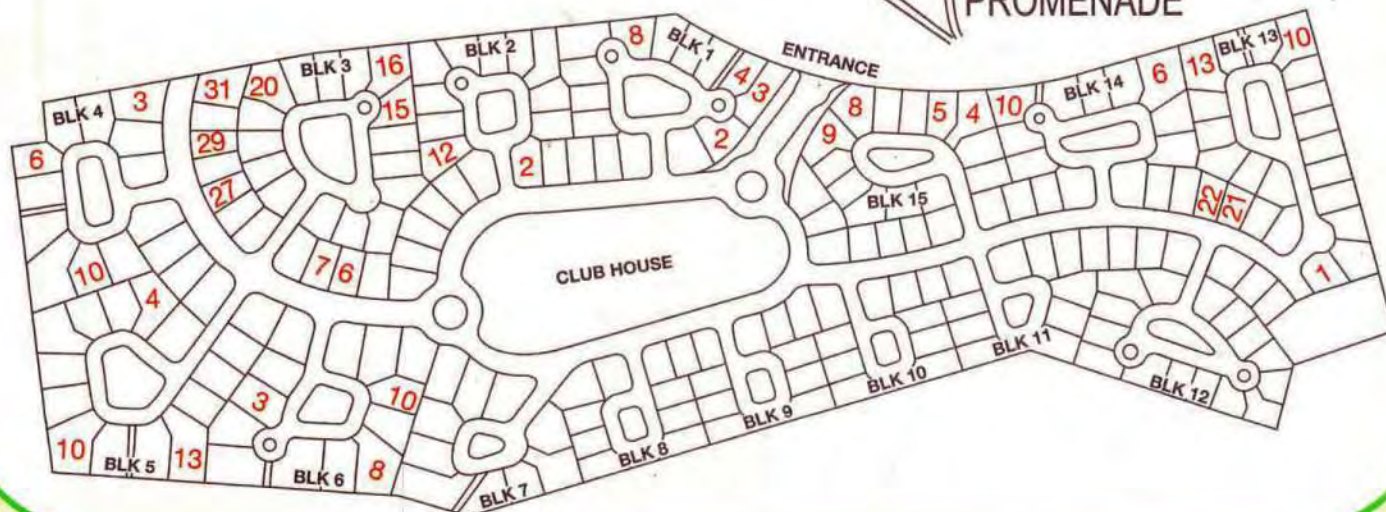 PROMENADE
ENTRANCE
CLUB HOUSE
BLK 1
8
4
3
2
BLK 2
12
2
BLK 3
31
20
16
15
29
27
7
6
BLK 4
3
6
10
BLK 5
4
10
13
BLK 6
3
10
8
BLK 7
BLK 8
BLK 9
BLK 10
BLK 11
BLK 12
BLK 13
10
13
1
BLK 14
10
6
22
21
BLK 15
8
9
5
4